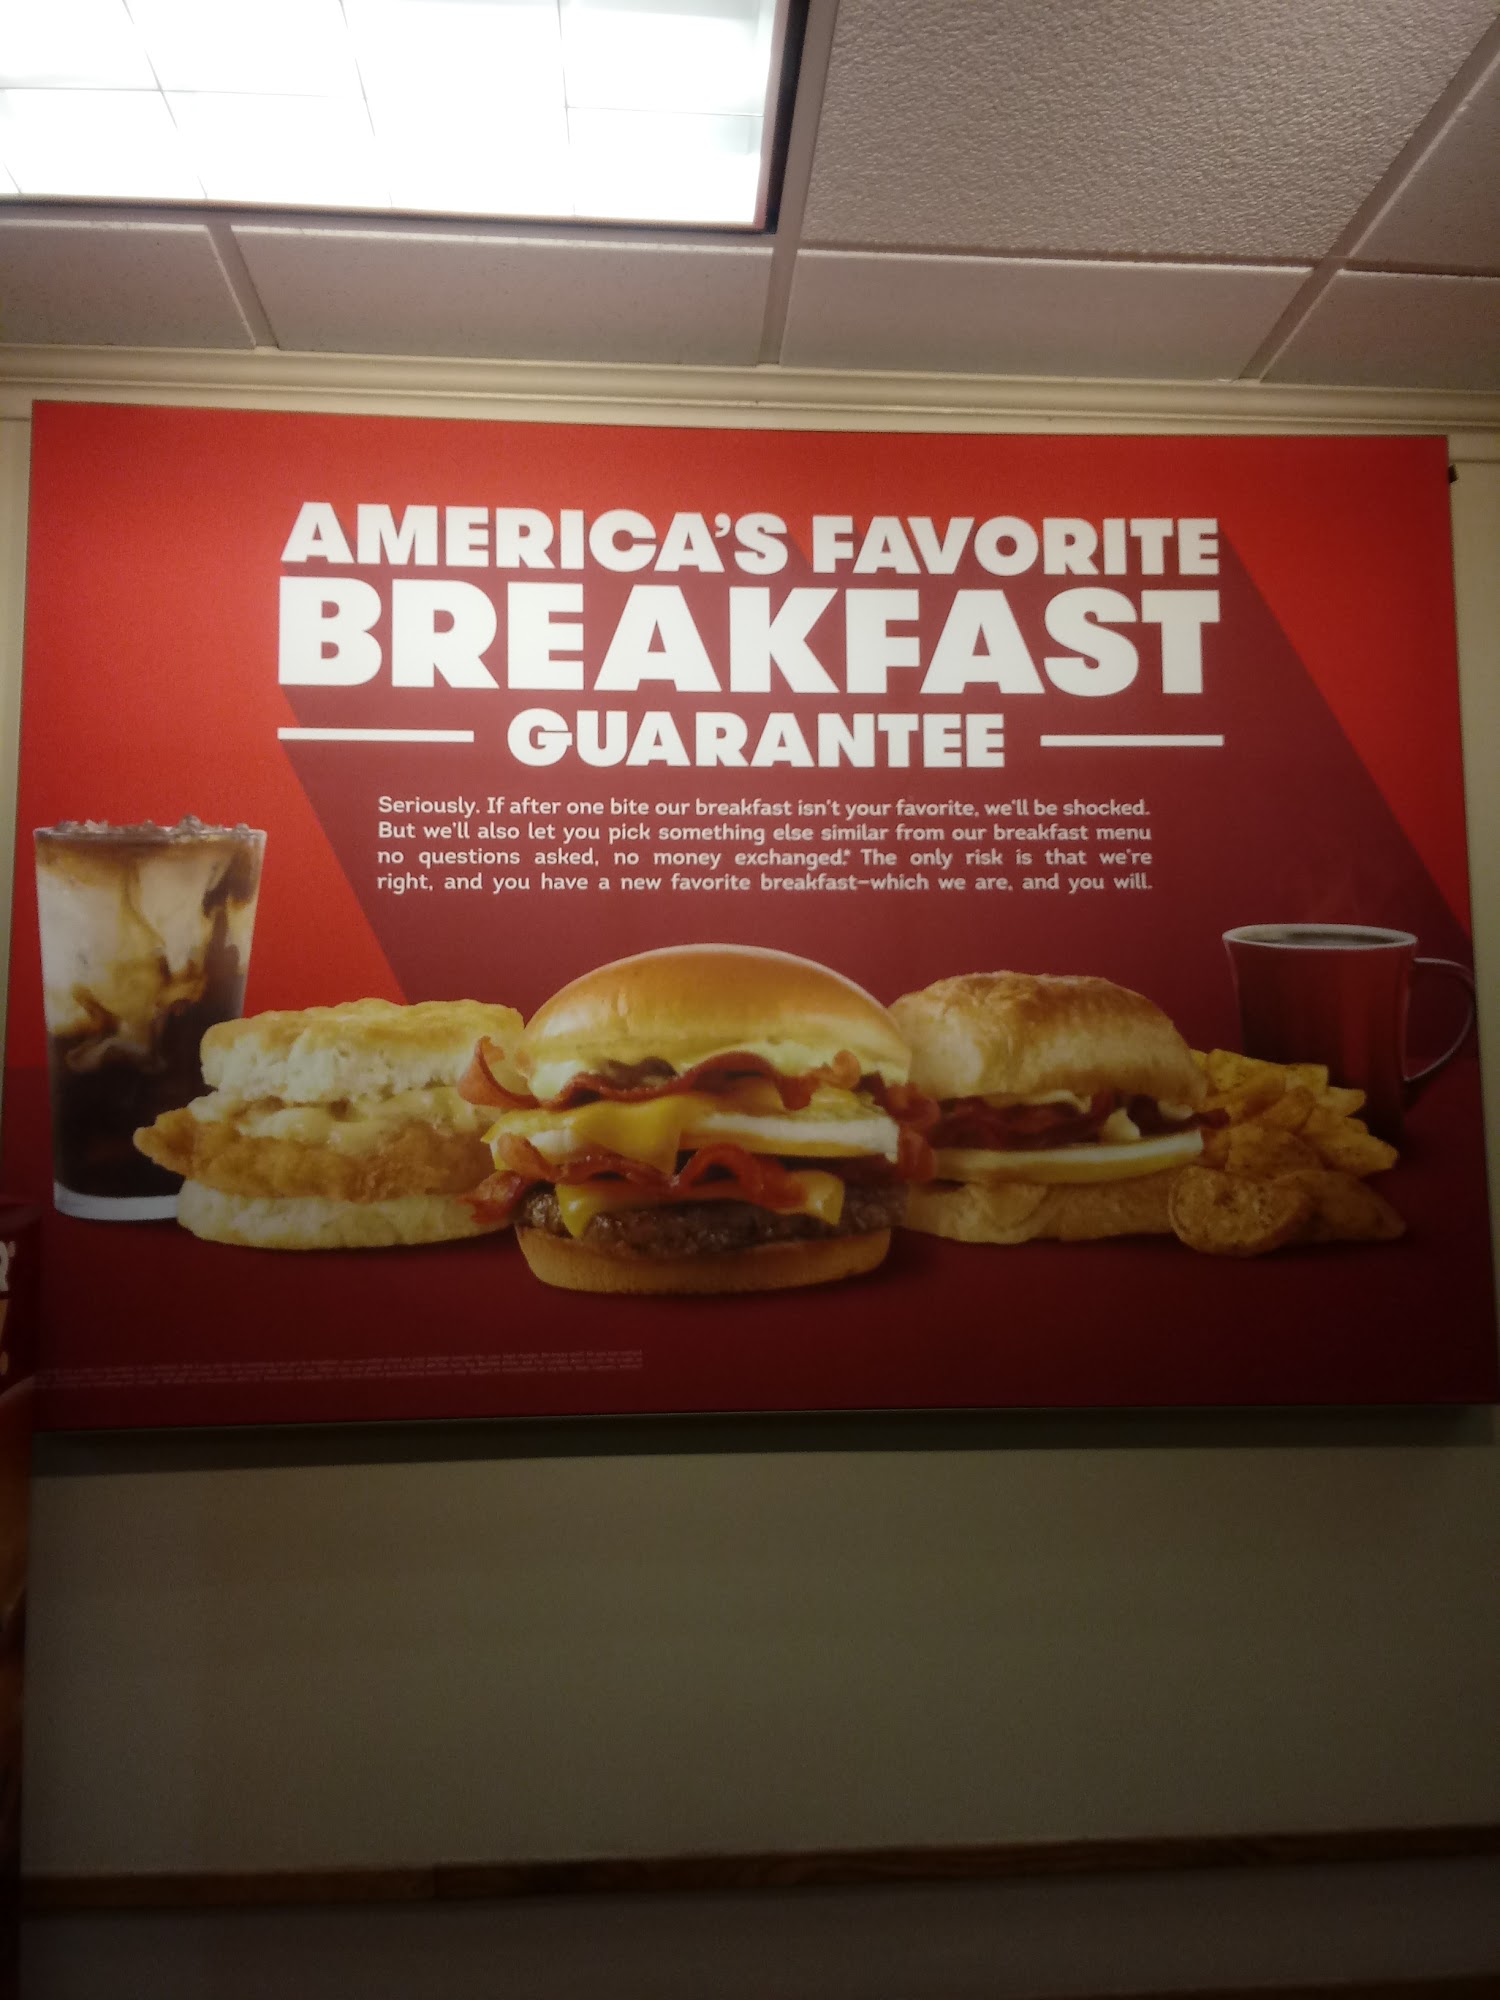 AMERICA'S FAVORITE
BREAKFAST
GUARANTEE
Seriously. If after one bite our breakfast isn't your favorite, we'll be shocked.
But we'll also let you pick something else similar from our breakfast menu
no questions asked, no money exchanged.* The only risk is that we're
right, and you have a new favorite breakfast—which we are, and you will.